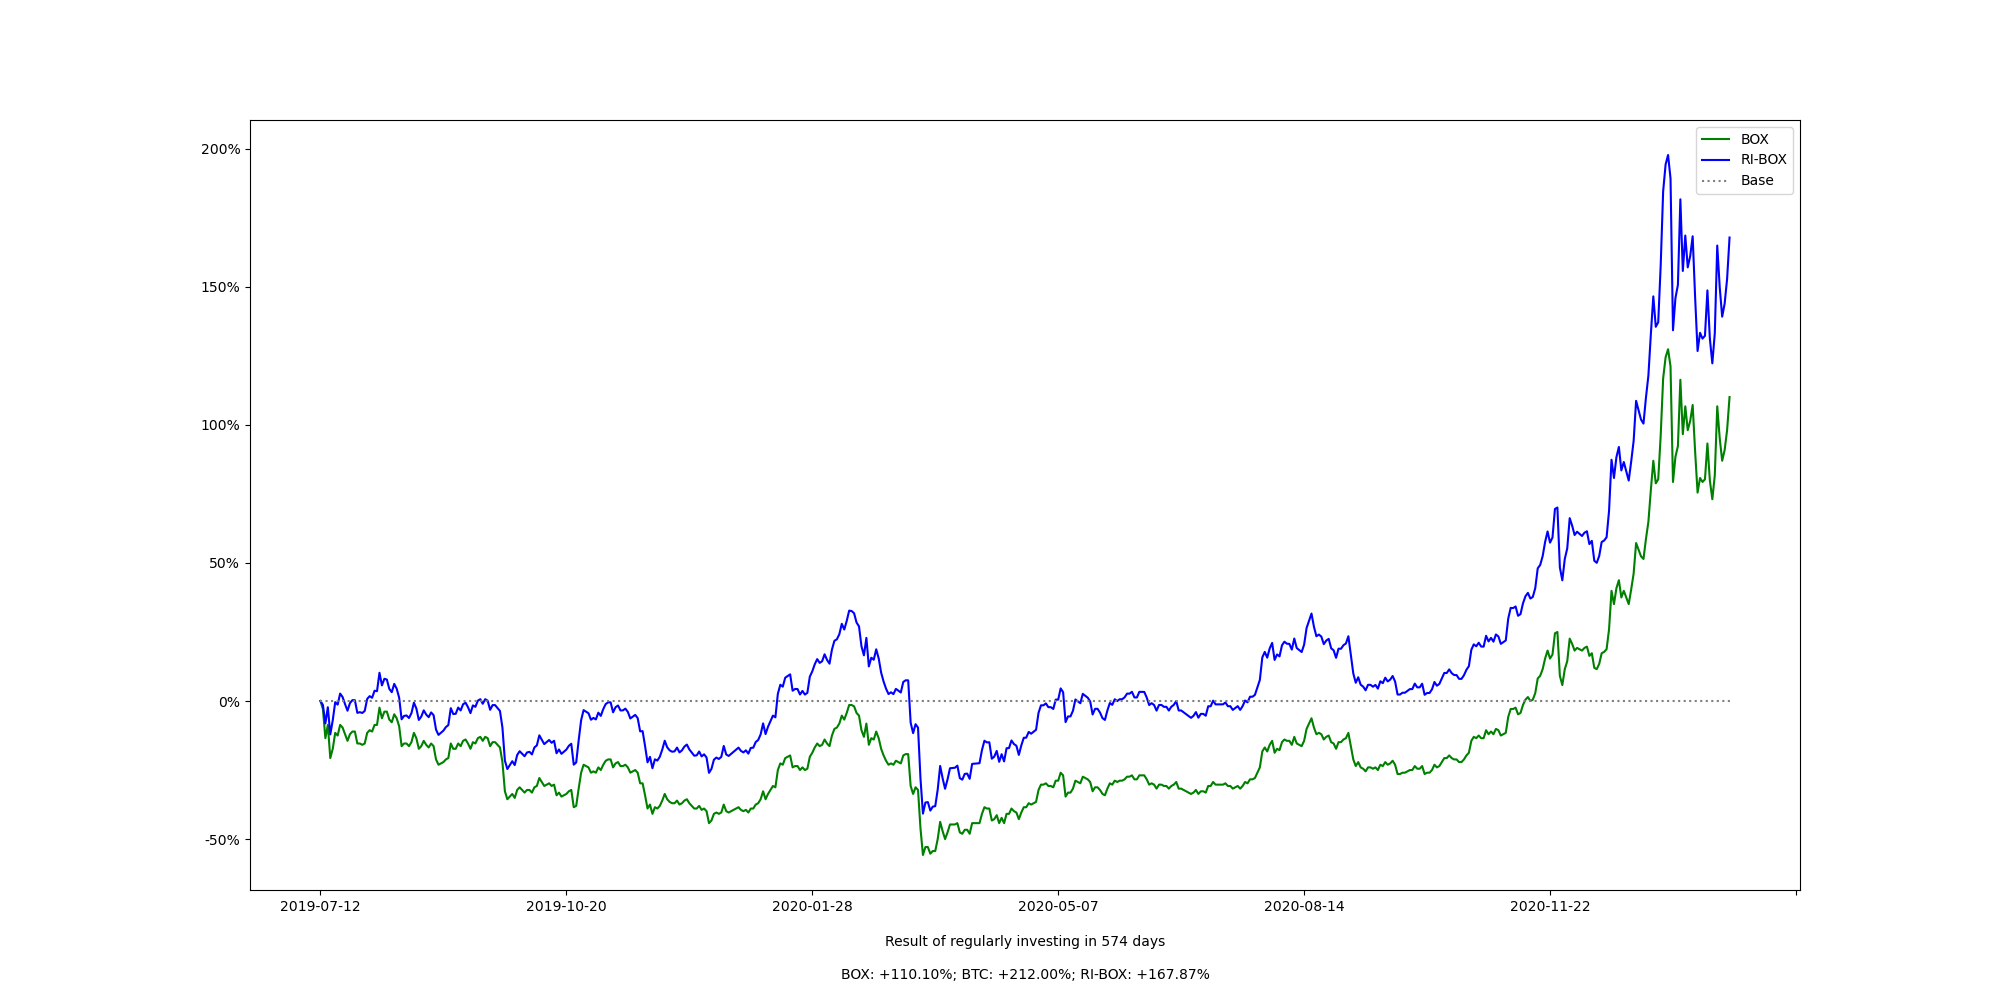 200%
150%
100%
50%
0%
-50%
BOX
RI-BOX
Base
2019-07-12 2019-10-20 2020-01-28 2020-05-07 2020-08-14 2020-11-22
Result of regularly investing in 574 days
BOX: +110.10%; BTC: +212.00%; RI-BOX: +167.87%